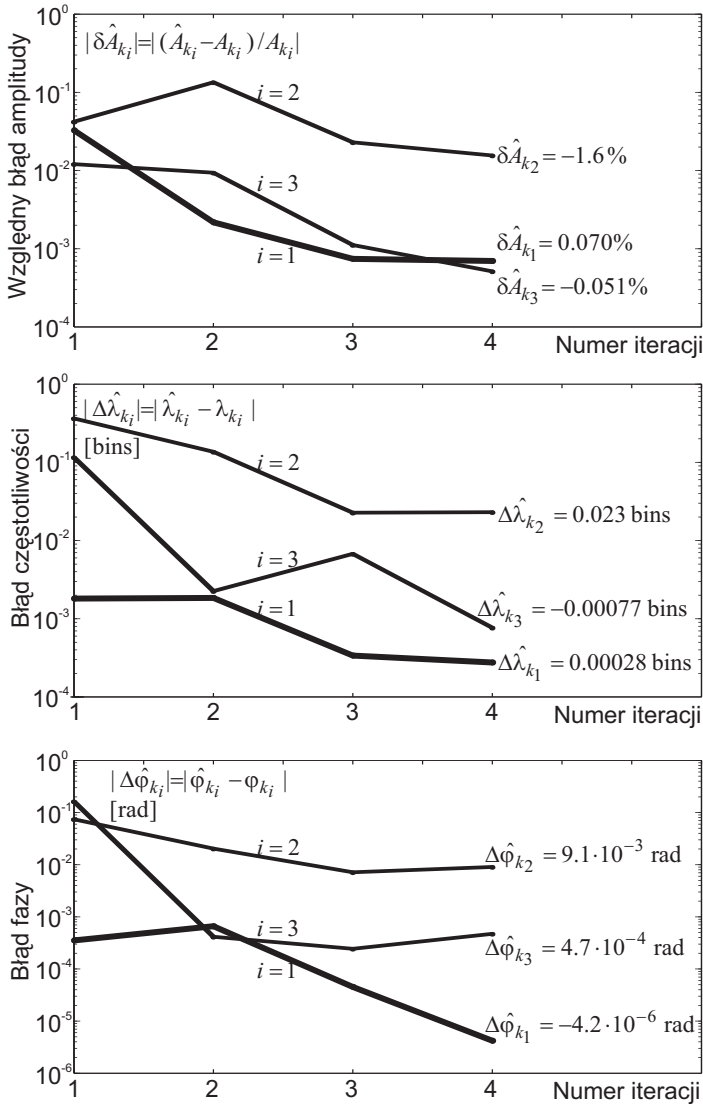 10^0
|δÂ_{k_i}|=|(Â_{k_i}−A_{k_i})/A_{k_i}|
10^-1
i = 2
δÂ_{k_2} = −1.6%
10^-2
i = 3
10^-3
i = 1
δÂ_{k_1} = 0.070%
δÂ_{k_3} = −0.051%
10^-4
Względny błąd amplitudy
1 2 3 4 Numer iteracji
10^0
|Δλ̂_{k_i}|=|λ̂_{k_i} − λ_{k_i}|
[bins]
10^-1
i = 2
Δλ̂_{k_2} = 0.023 bins
10^-2
i = 3
10^-3
i = 1
Δλ̂_{k_3} = −0.00077 bins
Δλ̂_{k_1} = 0.00028 bins
10^-4
Błąd częstotliwości
1 2 3 4 Numer iteracji
10^0
|Δφ̂_{k_i}|=|φ̂_{k_i} − φ_{k_i}|
[rad]
10^-1
i = 2
Δφ̂_{k_2} = 9.1·10^-3 rad
10^-2
10^-3
i = 3
Δφ̂_{k_3} = 4.7·10^-4 rad
10^-4
i = 1
10^-5
Δφ̂_{k_1} = −4.2·10^-6 rad
10^-6
Błąd fazy
1 2 3 4 Numer iteracji